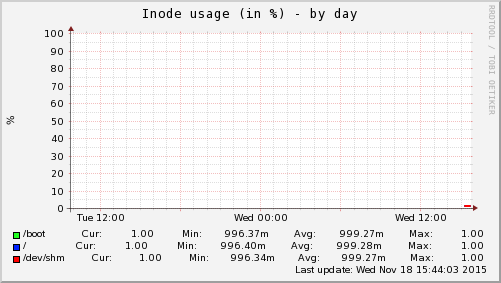 Inode usage (in %) - by day
RRDTOOL / TOBI OETIKER
100
90
80
70
60
50
40
30
20
10
0
%
Tue 12:00 Wed 00:00 Wed 12:00
/boot Cur: 1.00 Min: 996.37m Avg: 999.27m Max: 1.00
/ Cur: 1.00 Min: 996.40m Avg: 999.28m Max: 1.00
/dev/shm Cur: 1.00 Min: 996.34m Avg: 999.27m Max: 1.00
Last update: Wed Nov 18 15:44:03 2015